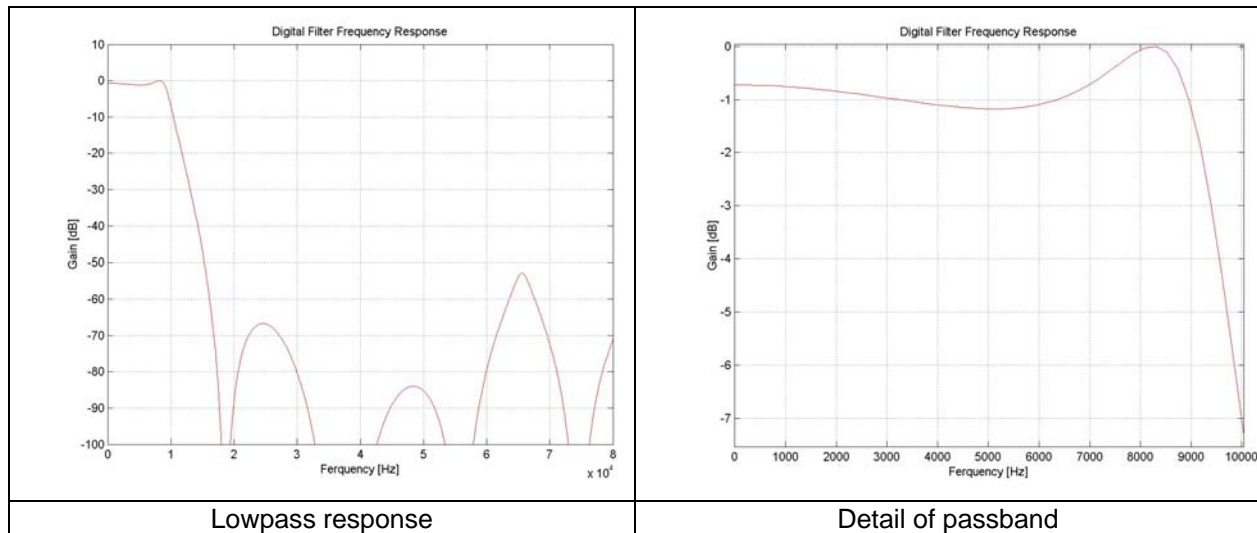 Digital Filter Frequency Response
10
0
-10
-20
-30
-40
-50
-60
-70
-80
-90
-100
Gain [dB]
0 1 2 3 4 5 6 7 8
Ferquency [Hz]
x 10⁴
Lowpass response
Digital Filter Frequency Response
0
-1
-2
-3
-4
-5
-6
-7
Gain [dB]
0 1000 2000 3000 4000 5000 6000 7000 8000 9000 10000
Ferquency [Hz]
Detail of passband